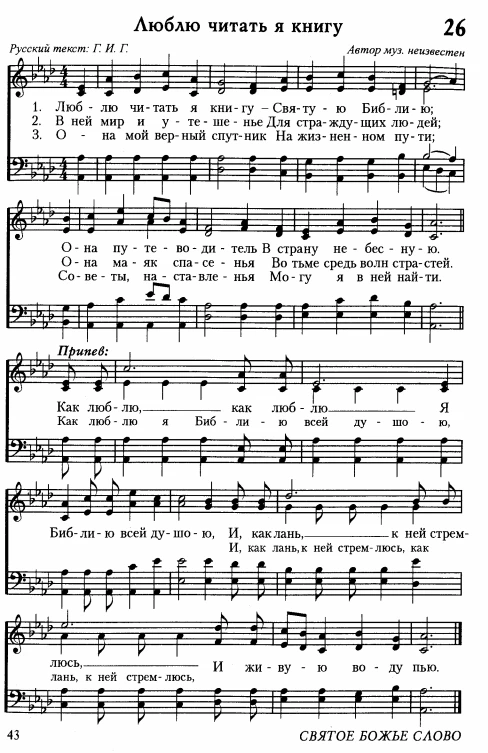 Люблю читать я книгу 26
Русский текст: Г. И. Г. Автор муз. неизвестен
1. Люб - лю чи - тать я кни - гу – Свя - ту - ю Биб - ли - ю;
2. В ней мир и у - те - ше - нье Для стра - жду - щих лю - дей;
3. О - на мой вер - ный спут - ник На жиз - нен - ном пу - ти;
О - на пу - те - во - ди - тель В страну не - бес - ну - ю.
О - на ма - як спа - се - нья Во тьме средь волн страстей.
Со - ве - ты, на - став - ле - нья Мо - гу я в ней най - ти.
Припев:
Как люб - лю, как люб - лю Я
Как люб - лю я Биб - ли - ю всей ду - шо - ю,
Биб - ли - ю всей ду - шо - ю, И, как лань, к ней стрем-
И, как лань, к ней стрем - люсь, как
люсь, И жи - ву - ю во - ду пью.
лань, к ней стрем - люсь,
43 СВЯТОЕ БОЖЬЕ СЛОВО